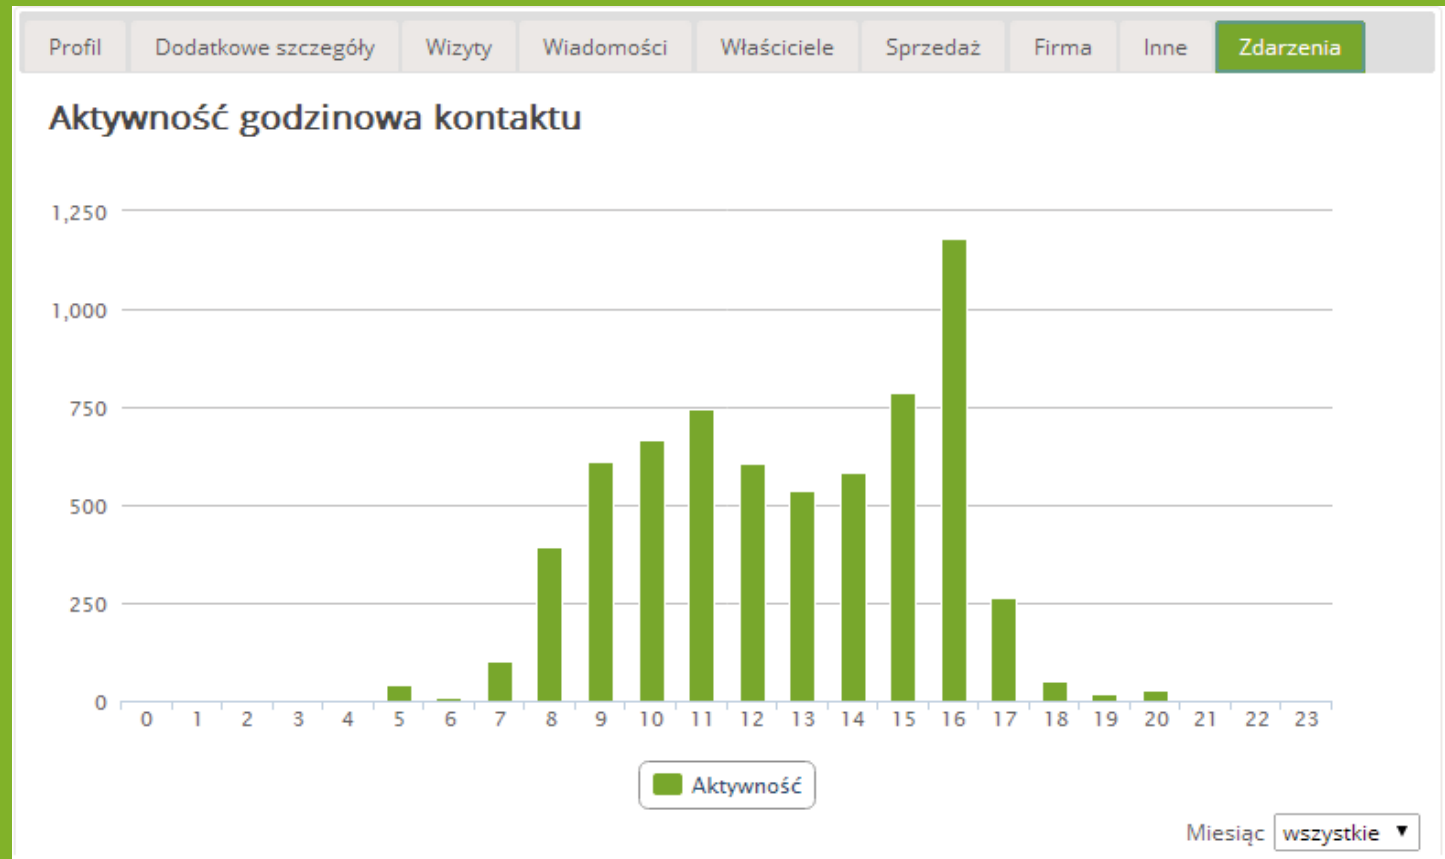 Profil Dodatkowe szczegóły Wizyty Wiadomości Właściciele Sprzedaż Firma Inne Zdarzenia
Aktywność godzinowa kontaktu
1,250
1,000
750
500
250
0
0 1 2 3 4 5 6 7 8 9 10 11 12 13 14 15 16 17 18 19 20 21 22 23
Aktywność
Miesiąc wszystkie